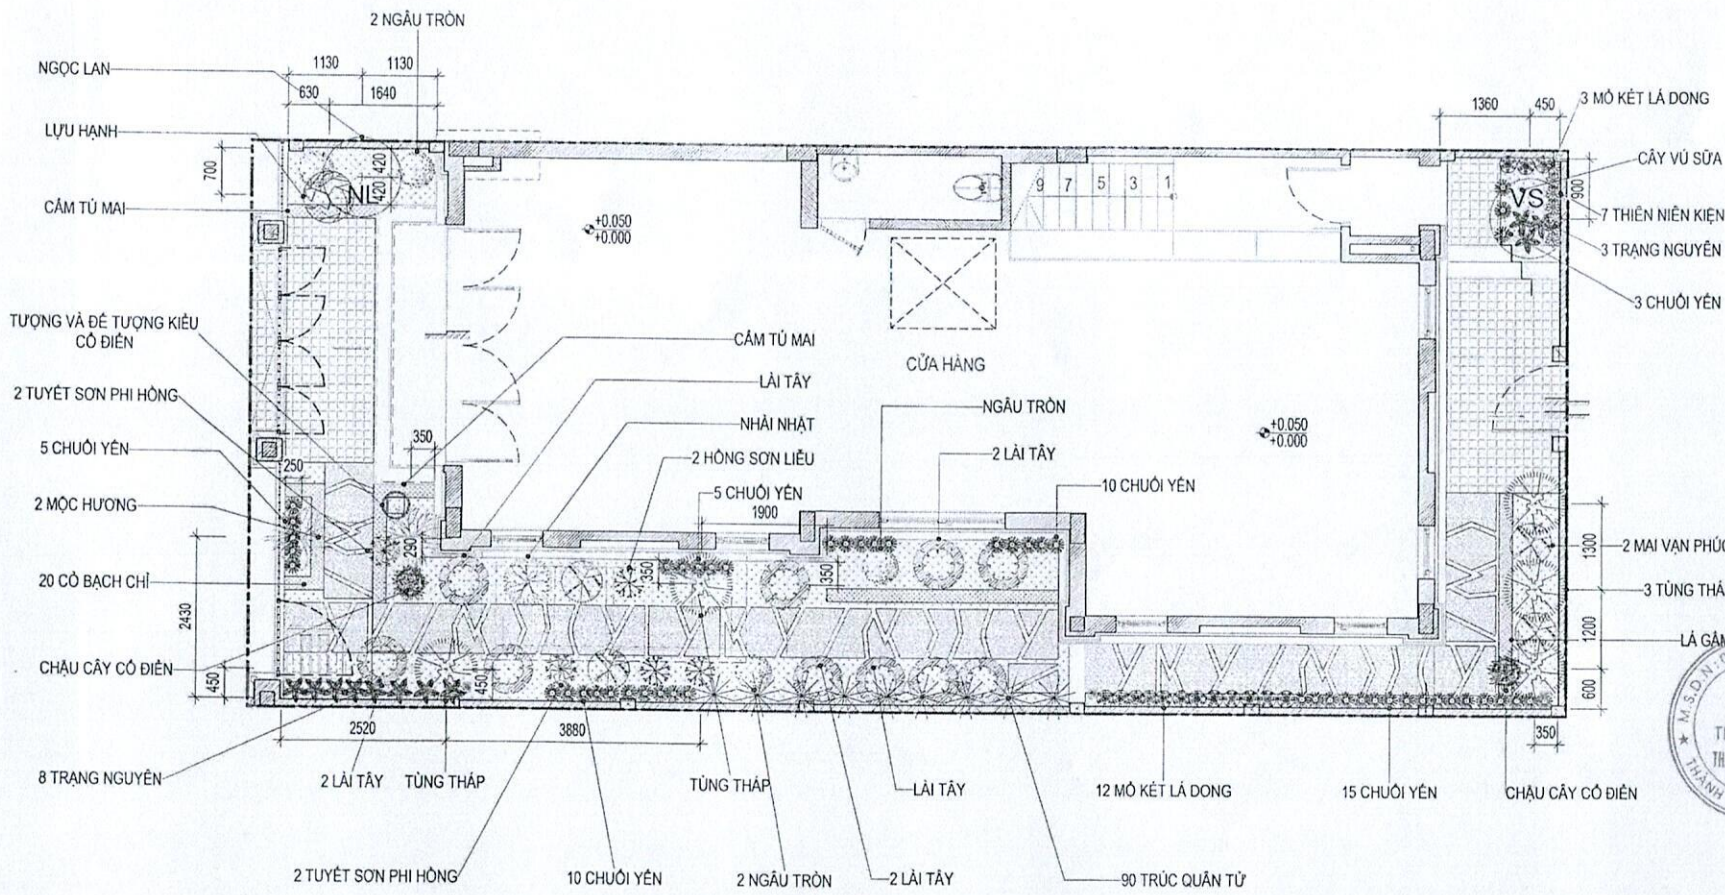 2 NGÂU TRÒN
NGỌC LAN
1130
1130
630
1640
LỰU HẠNH
700
420
420
NL
CẨM TÚ MAI
1360
450
3 MỎ KÉT LÁ DONG
CÂY VÚ SỮA
900
VS
7 THIÊN NIÊN KIỆN
3 TRẠNG NGUYÊN
3 CHUỐI YẾN
9
7
5
3
1
+0.050
+0.000
TƯỢNG VÀ ĐẾ TƯỢNG KIỂU
CỔ ĐIỂN
CẨM TÚ MAI
CỬA HÀNG
LÀI TÂY
2 TUYẾT SƠN PHI HỒNG
NGÂU TRÒN
NHÀI NHẬT
350
+0.050
+0.000
5 CHUỐI YẾN
250
2 HỒNG SƠN LIỄU
2 LÀI TÂY
5 CHUỐI YẾN
10 CHUỐI YẾN
2 MỘC HƯƠNG
1900
290
350
350
1300
2 MAI VẠN PHÚC
20 CỎ BẠCH CHỈ
3 TÙNG THÁ
2430
1200
LÁ GẤM
CHẬU CÂY CỔ ĐIỂN
450
450
600
M.S.D.N:
2520
3880
350
8 TRẠNG NGUYÊN
2 LÀI TÂY
TÙNG THÁP
TÙNG THÁP
LÀI TÂY
12 MỎ KÉT LÁ DONG
15 CHUỐI YẾN
CHẬU CÂY CỔ ĐIỂN
THÀNH
2 TUYẾT SƠN PHI HỒNG
10 CHUỐI YẾN
2 NGÂU TRÒN
2 LÀI TÂY
90 TRÚC QUÂN TỬ